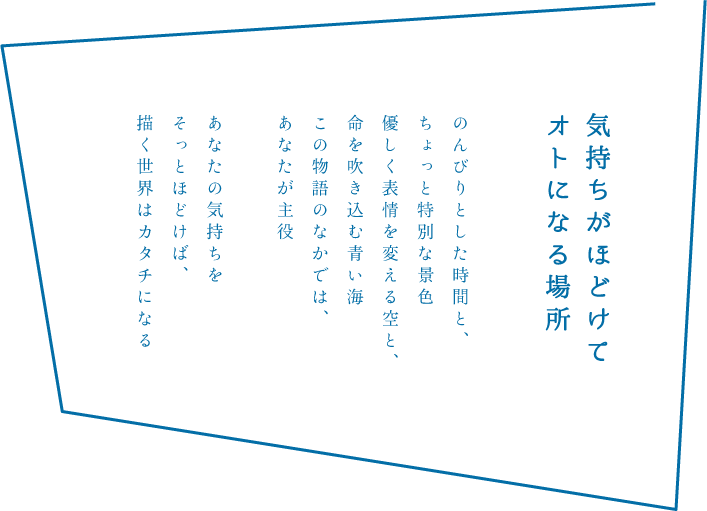 気持ちがほどけて
オトになる場所
のんびりとした時間と、
ちょっと特別な景色
優しく表情を変える空と、
命を吹き込む青い海
この物語のなかでは、
あなたが主役
あなたの気持ちを
そっとほどけば、
描く世界はカタチになる